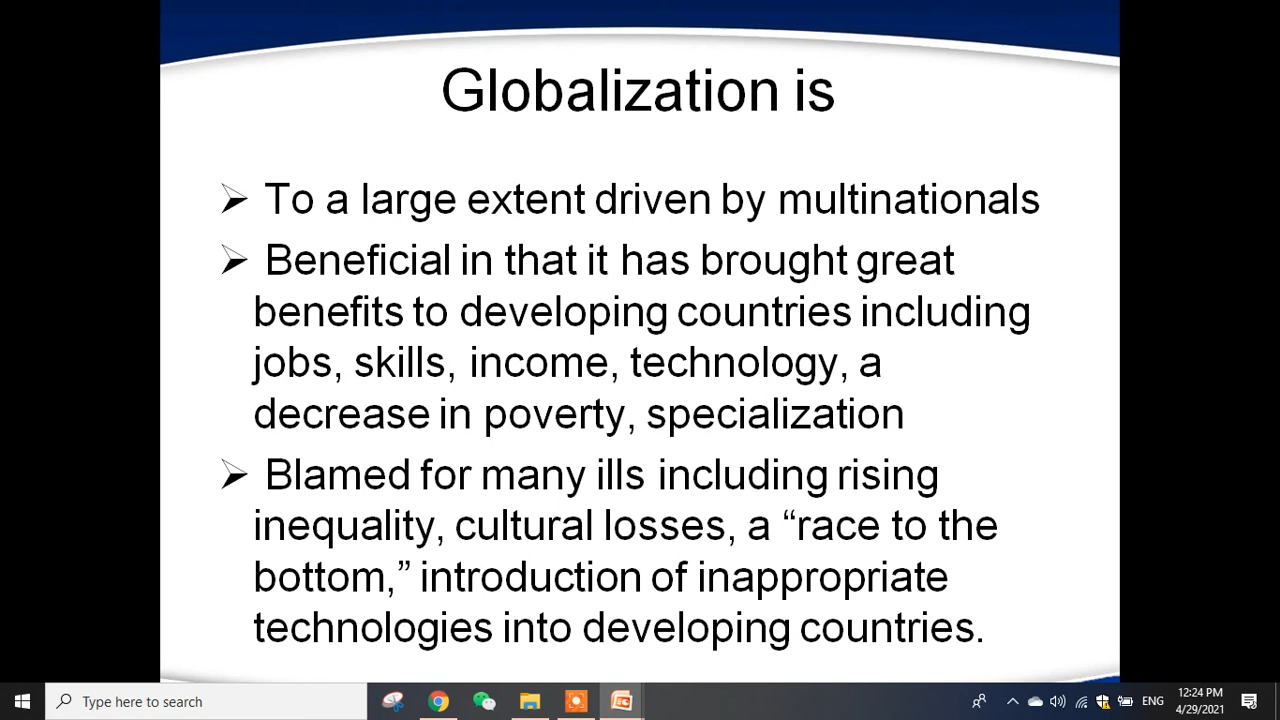 Globalization is
➢ To a large extent driven by multinationals
➢ Beneficial in that it has brought great
benefits to developing countries including
jobs, skills, income, technology, a
decrease in poverty, specialization
➢ Blamed for many ills including rising
inequality, cultural losses, a “race to the
bottom,” introduction of inappropriate
technologies into developing countries.
Type here to search
ENG
12:24 PM
4/29/2021